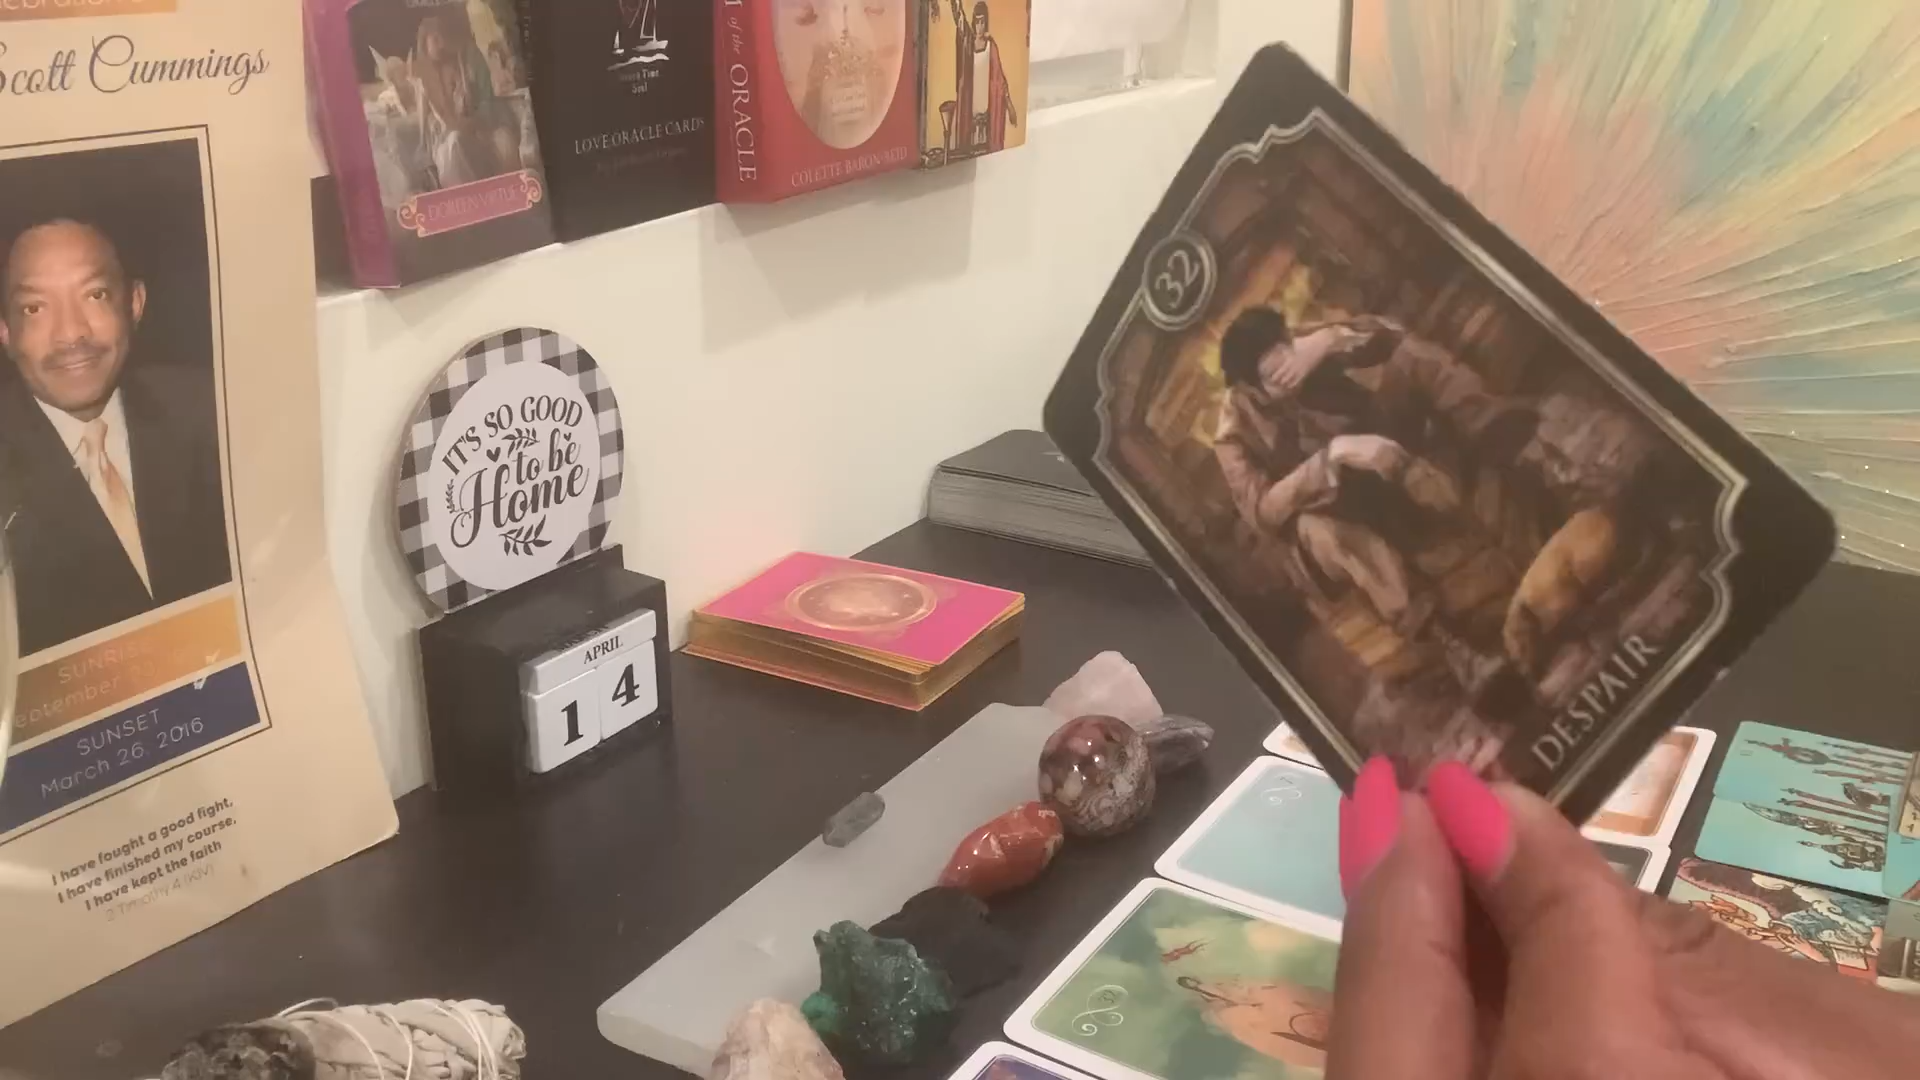 Scott Cummings
SUNRISE
SUNSET
March 26, 2016
I have fought a good fight,
I have finished my course,
I have kept the faith
2 Timothy 4 (KJV)
DOREEN VIRTUE
LOVE ORACLE CARDS
of the ORACLE
COLETTE BARON-REID
IT'S SO GOOD
to be
Home
APRIL
1 4
32
DESPAIR